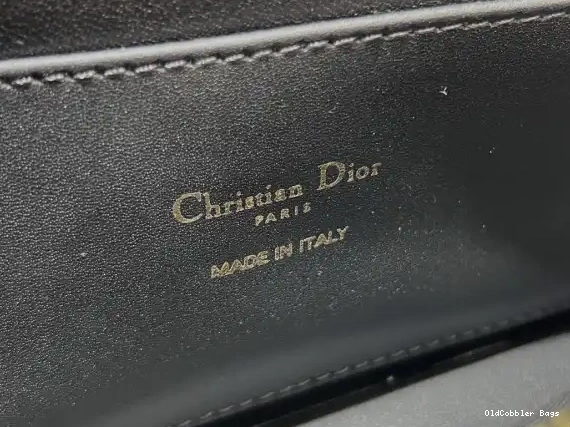 Christian Dior
PARIS
MADE IN ITALY
OldCobbler Bags